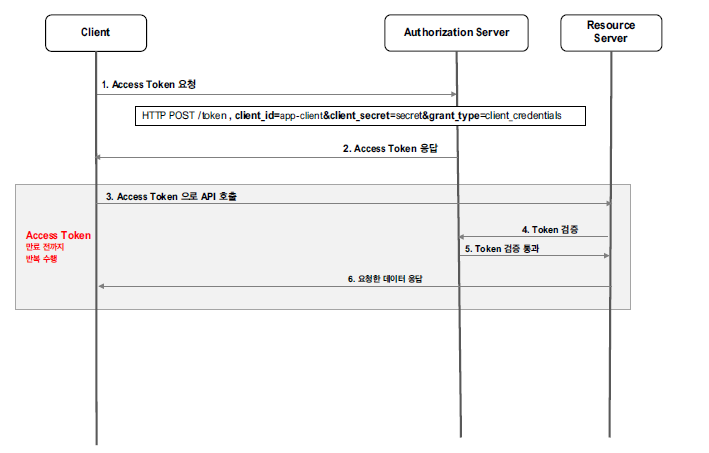 Client
Authorization Server
Resource
Server
1. Access Token 요청
HTTP POST /token , client_id=app-client&client_secret=secret&grant_type=client_credentials
2. Access Token 응답
3. Access Token 으로 API 호출
4. Token 검증
Access Token
만료 전까지
반복 수행
5. Token 검증 통과
6. 요청한 데이터 응답